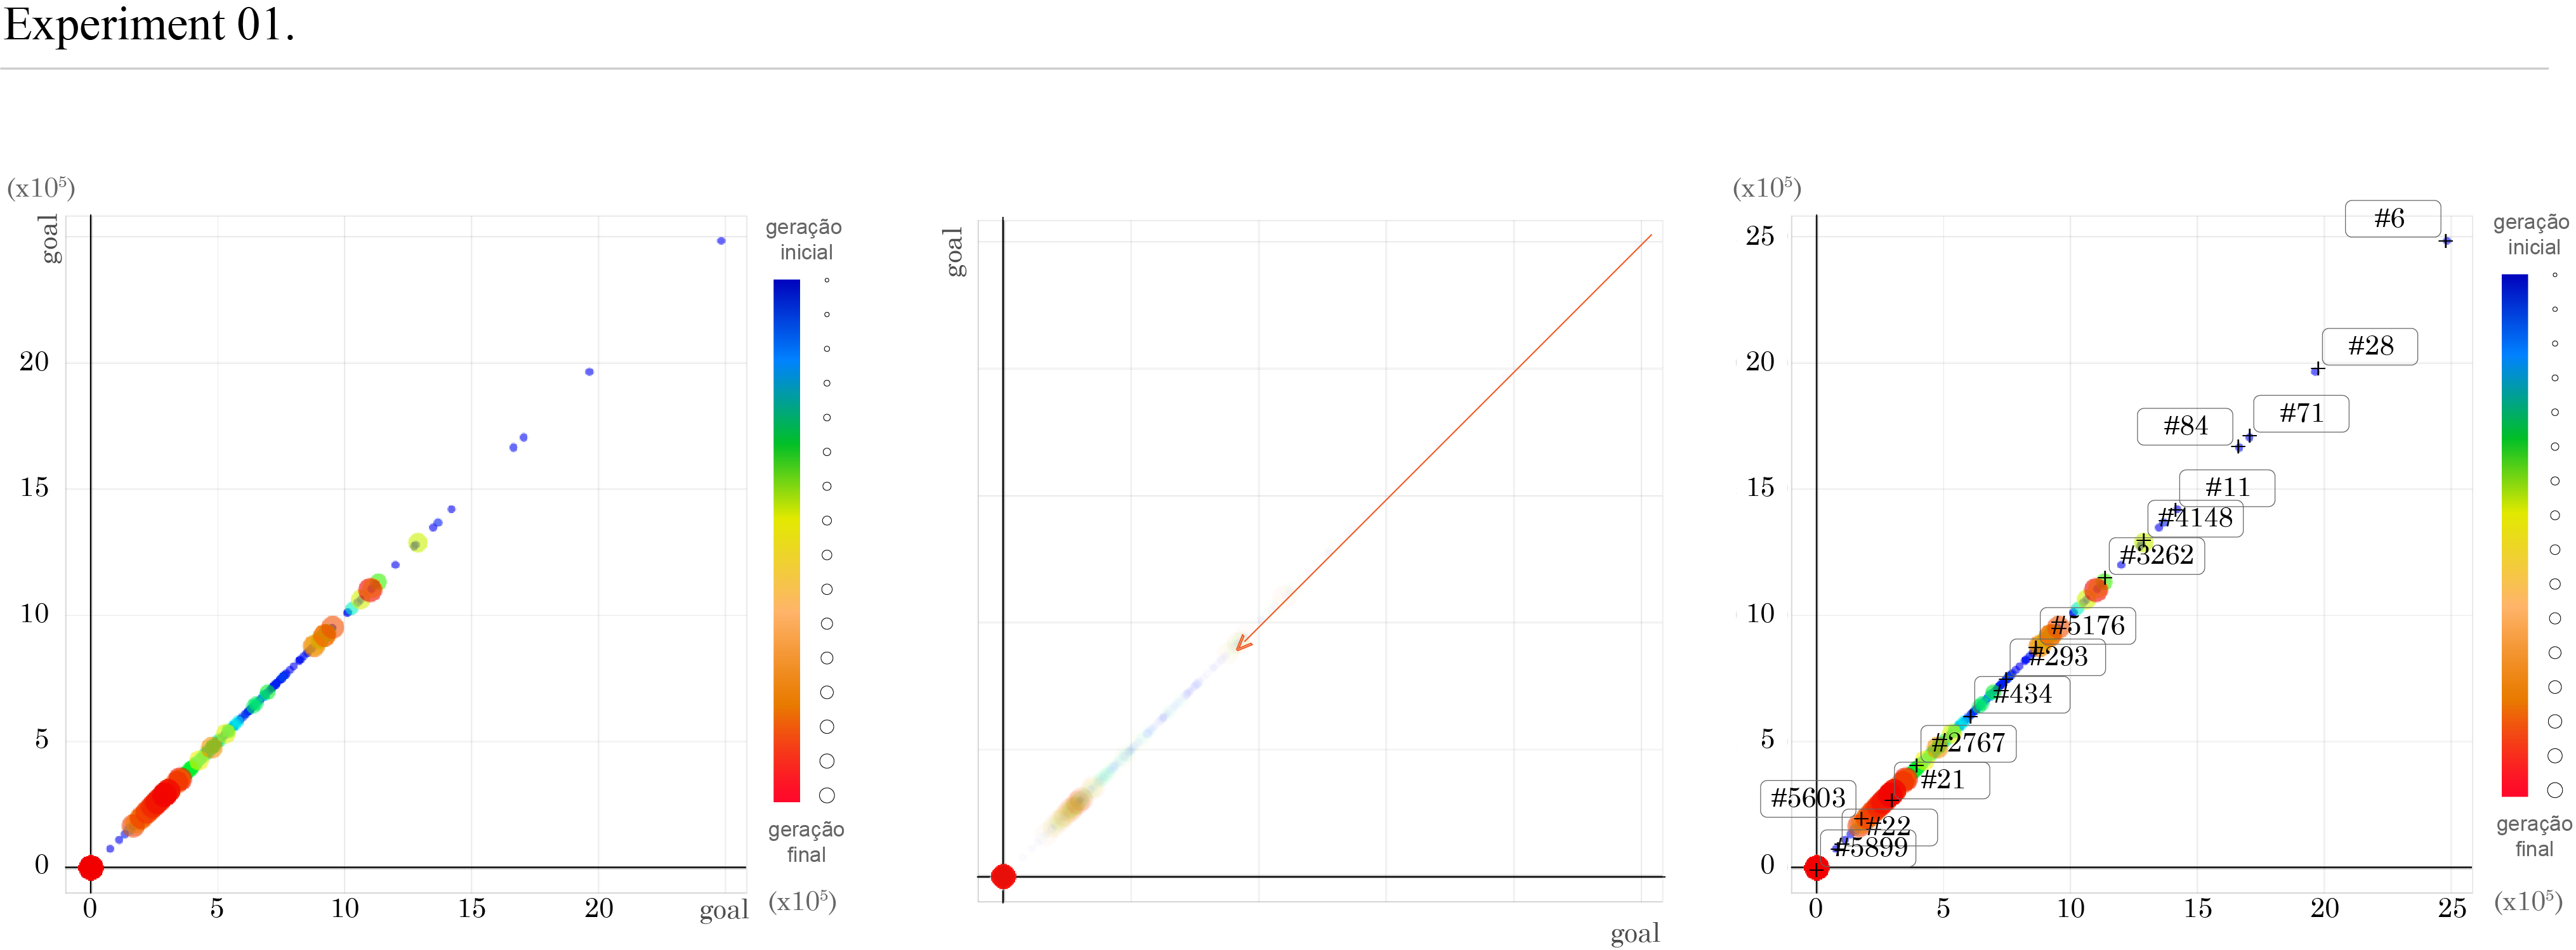 Experiment 01.
(x10⁵)
goal
20
15
10
5
0
0 5 10 15 20 goal (x10⁵)
geração
inicial
geração
final
goal
goal
(x10⁵)
25
20
15
10
5
0
0 5 10 15 20 25 (x10⁵)
#6
#28
#71
#84
#11
#4148
#3262
#5176
#293
#434
#2767
#21
#5603
#22
#5899
geração
inicial
geração
final